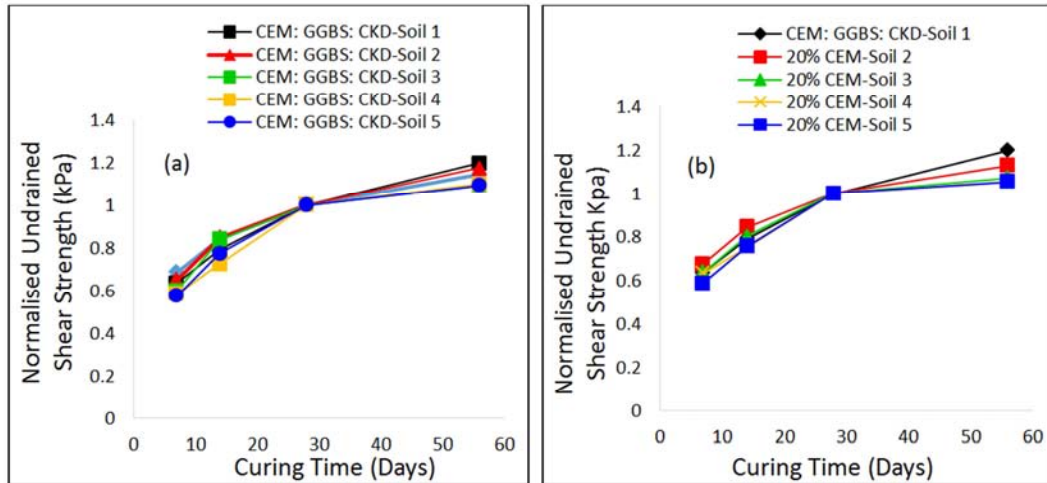 CEM: GGBS: CKD-Soil 1
CEM: GGBS: CKD-Soil 2
CEM: GGBS: CKD-Soil 3
CEM: GGBS: CKD-Soil 4
CEM: GGBS: CKD-Soil 5
(a)
Normalised Undrained
Shear Strength (kPa)
1.4
1.2
1
0.8
0.6
0.4
0.2
0
0 10 20 30 40 50 60
Curing Time (Days)
CEM: GGBS: CKD-Soil 1
20% CEM-Soil 2
20% CEM-Soil 3
20% CEM-Soil 4
20% CEM-Soil 5
(b)
Normalised Undrained
Shear Strength Kpa
1.4
1.2
1
0.8
0.6
0.4
0.2
0
0 10 20 30 40 50 60
Curing Time (Days)